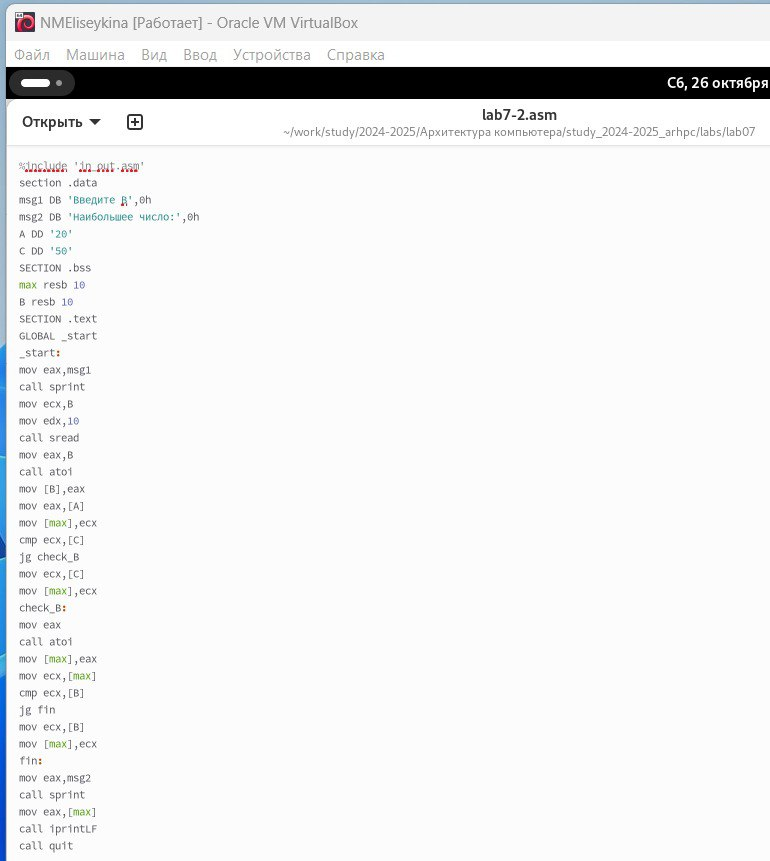 NMEliseykina [Работает] - Oracle VM VirtualBox
Файл Машина Вид Ввод Устройства Справка
Сб, 26 октября
Открыть
lab7-2.asm
~/work/study/2024-2025/Архитектура компьютера/study_2024-2025_arhpc/labs/lab07
%include 'in_out.asm'
section .data
msg1 DB 'Введите B',0h
msg2 DB 'Наибольшее число:',0h
A DD '20'
C DD '50'
SECTION .bss
max resb 10
B resb 10
SECTION .text
GLOBAL _start
_start:
mov eax,msg1
call sprint
mov ecx,B
mov edx,10
call sread
mov eax,B
call atoi
mov [B],eax
mov eax,[A]
mov [max],ecx
cmp ecx,[C]
jg check_B
mov ecx,[C]
mov [max],ecx
check_B:
mov eax
call atoi
mov [max],eax
mov ecx,[max]
cmp ecx,[B]
jg fin
mov ecx,[B]
mov [max],ecx
fin:
mov eax,msg2
call sprint
mov eax,[max]
call iprintLF
call quit